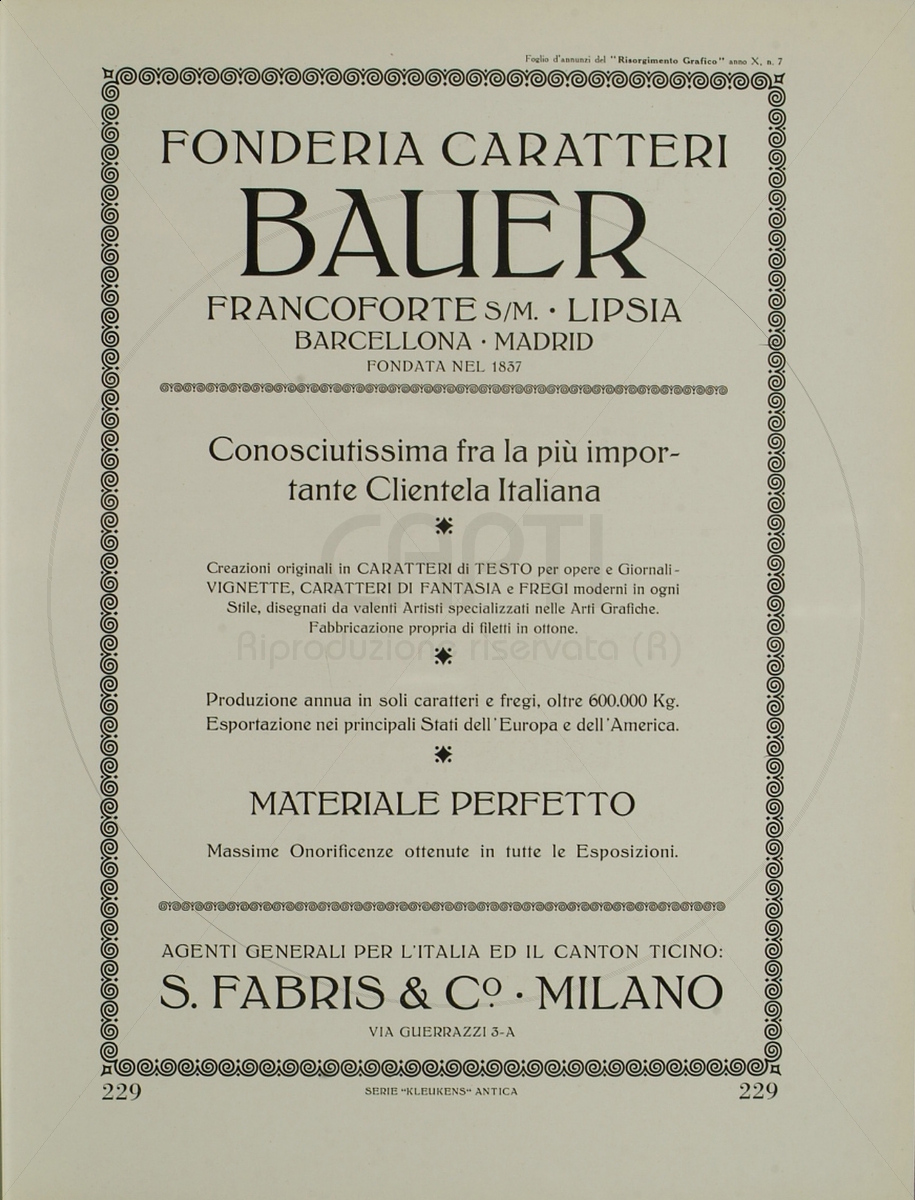 Foglio d'annunzi del "Risorgimento Grafico" anno X, n. 7
FONDERIA CARATTERI
BAUER
FRANCOFORTE S/M. · LIPSIA
BARCELLONA · MADRID
FONDATA NEL 1837
Conosciutissima fra la più impor-
tante Clientela Italiana
CAPTI
Creazioni originali in CARATTERI di TESTO per opere e Giornali-
VIGNETTE, CARATTERI DI FANTASIA e FREGI moderni in ogni
Stile, disegnati da valenti Artisti specializzati nelle Arti Grafiche.
Fabbricazione propria di filetti in ottone.
Riproduzione riservata (R)
Produzione annua in soli caratteri e fregi, oltre 600.000 Kg.
Esportazione nei principali Stati dell'Europa e dell'America.
MATERIALE PERFETTO
Massime Onorificenze ottenute in tutte le Esposizioni.
AGENTI GENERALI PER L'ITALIA ED IL CANTON TICINO:
S. FABRIS & Cº · MILANO
VIA GUERRAZZI 3-A
229 SERIE "KLEUKENS" ANTICA 229